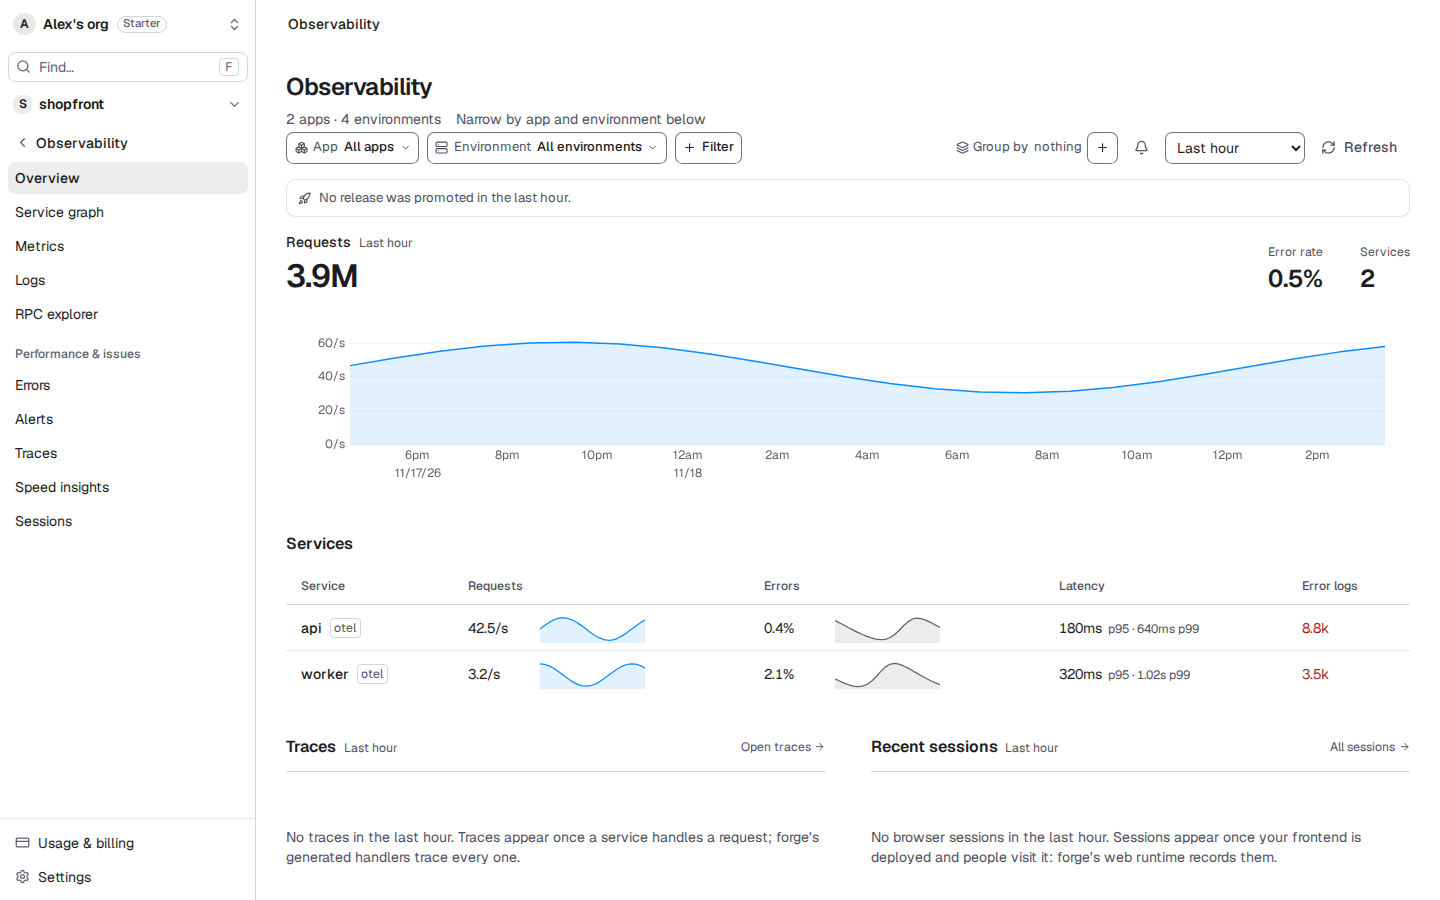 A Alex's org Starter
Find... F
S shopfront
Observability
Overview
Service graph
Metrics
Logs
RPC explorer
Performance & issues
Errors
Alerts
Traces
Speed insights
Sessions
Usage & billing
Settings
Observability
Observability
2 apps · 4 environments Narrow by app and environment below
App All apps Environment All environments + Filter Group by nothing + Last hour Refresh
No release was promoted in the last hour.
Requests Last hour
3.9M
Error rate Services
0.5% 2
60/s
40/s
20/s
0/s
6pm 8pm 10pm 12am 2am 4am 6am 8am 10am 12pm 2pm
11/17/26 11/18
Services
Service Requests Errors Latency Error logs
api otel 42.5/s 0.4% 180ms p95 · 640ms p99 8.8k
worker otel 3.2/s 2.1% 320ms p95 · 1.02s p99 3.5k
Traces Last hour Open traces →
No traces in the last hour. Traces appear once a service handles a request; forge's
generated handlers trace every one.
Recent sessions Last hour All sessions →
No browser sessions in the last hour. Sessions appear once your frontend is
deployed and people visit it: forge's web runtime records them.